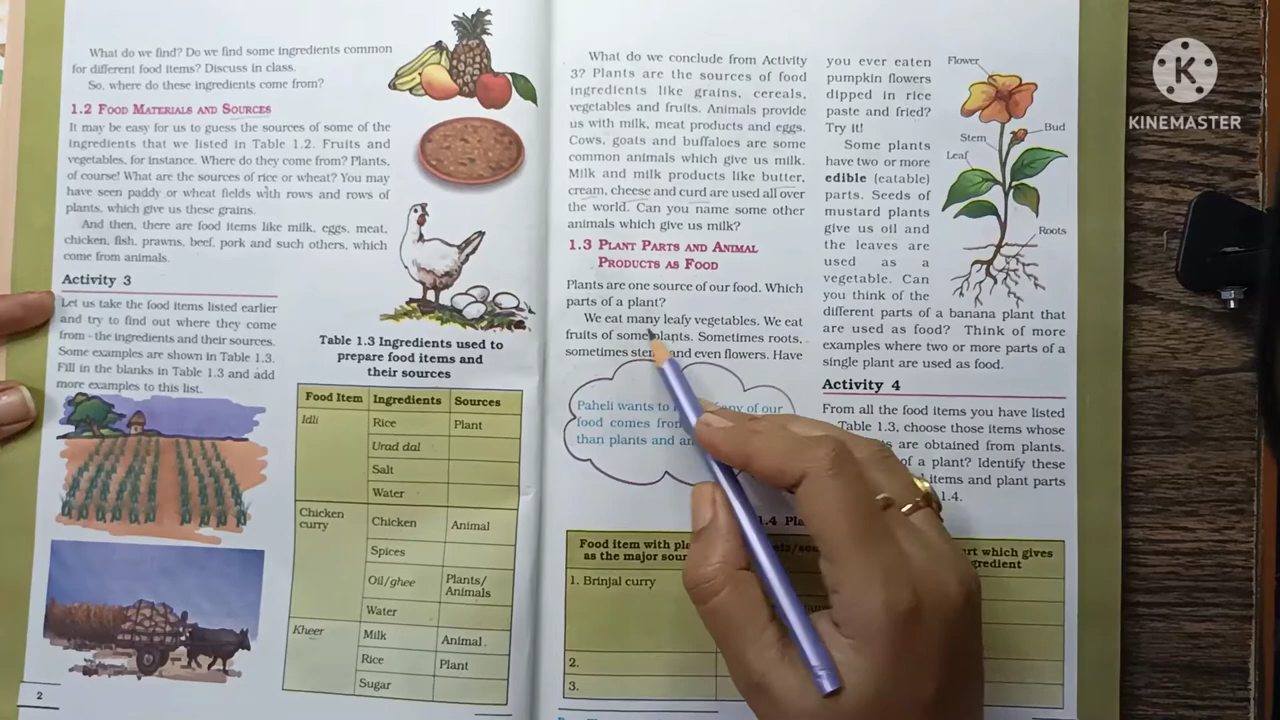 What do we find? Do we find some ingredients common
for different food items? Discuss in class.
So, where do these ingredients come from?
1.2 FOOD MATERIALS AND SOURCES
It may be easy for us to guess the sources of some of the
ingredients that we listed in Table 1.2. Fruits and
vegetables, for instance. Where do they come from? Plants,
of course! What are the sources of rice or wheat? You may
have seen paddy or wheat fields with rows and rows of
plants, which give us these grains.
And then, there are food items like milk, eggs, meat,
chicken, fish, prawns, beef, pork and such others, which
come from animals.
Activity 3
Let us take the food items listed earlier
and try to find out where they come
from - the ingredients and their sources.
Some examples are shown in Table 1.3.
Fill in the blanks in Table 1.3 and add
more examples to this list.
Table 1.3 Ingredients used to
prepare food items and
their sources
Food Item Ingredients Sources
Idli Rice Plant
Urad dal
Salt
Water
Chicken curry Chicken Animal
Spices
Oil/ghee Plants/
Animals
Water
Kheer Milk Animal
Rice Plant
Sugar
2
What do we conclude from Activity
3? Plants are the sources of food
ingredients like grains, cereals,
vegetables and fruits. Animals provide
us with milk, meat products and eggs.
Cows, goats and buffaloes are some
common animals which give us milk.
Milk and milk products like butter,
cream, cheese and curd are used all over
the world. Can you name some other
animals which give us milk?
1.3 PLANT PARTS AND ANIMAL
PRODUCTS AS FOOD
Plants are one source of our food. Which
parts of a plant?
We eat many leafy vegetables. We eat
fruits of some plants. Sometimes roots,
sometimes and even flowers. Have
Paheli wants to of our
food comes
than plants and
you ever eaten
pumpkin flowers
dipped in rice
paste and fried?
Try it!
Some plants
have two or more
edible (eatable)
parts. Seeds of
mustard plants
give us oil and
the leaves are
used as a
vegetable. Can
you think of the
different parts of a banana plant that
are used as food? Think of more
examples where two or more parts of a
single plant are used as food.
Flower
Bud
Stem
Leaf
Roots
Activity 4
From all the food items you have listed
Table 1.3, choose those items whose
are obtained from plants.
of a plant? Identify these
items and plant parts
1.4.
1.4
Food item with
as the major which gives
1. Brinjal curry
2.
3.
K
KINEMASTER